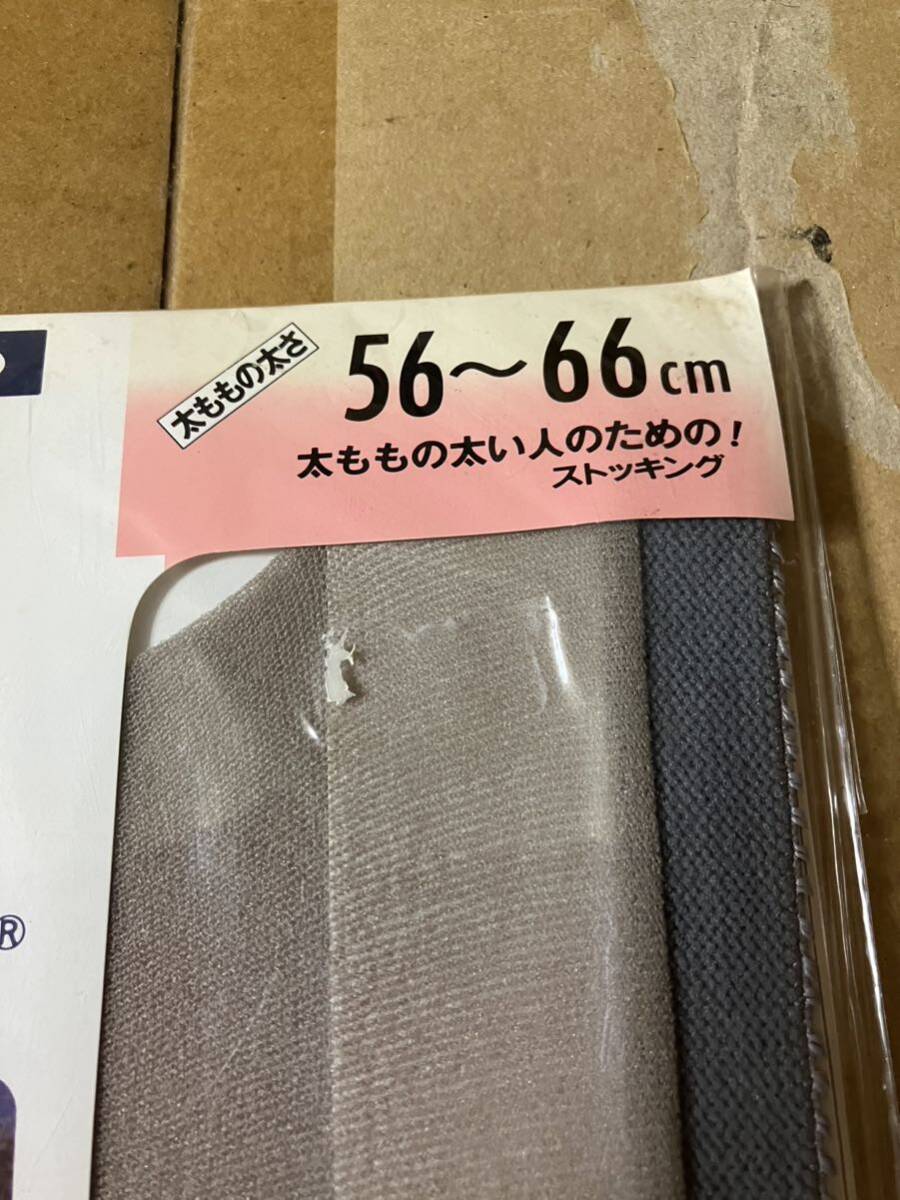 太ももの太さ
56～66cm
太ももの太い人のための！
ストッキング
®